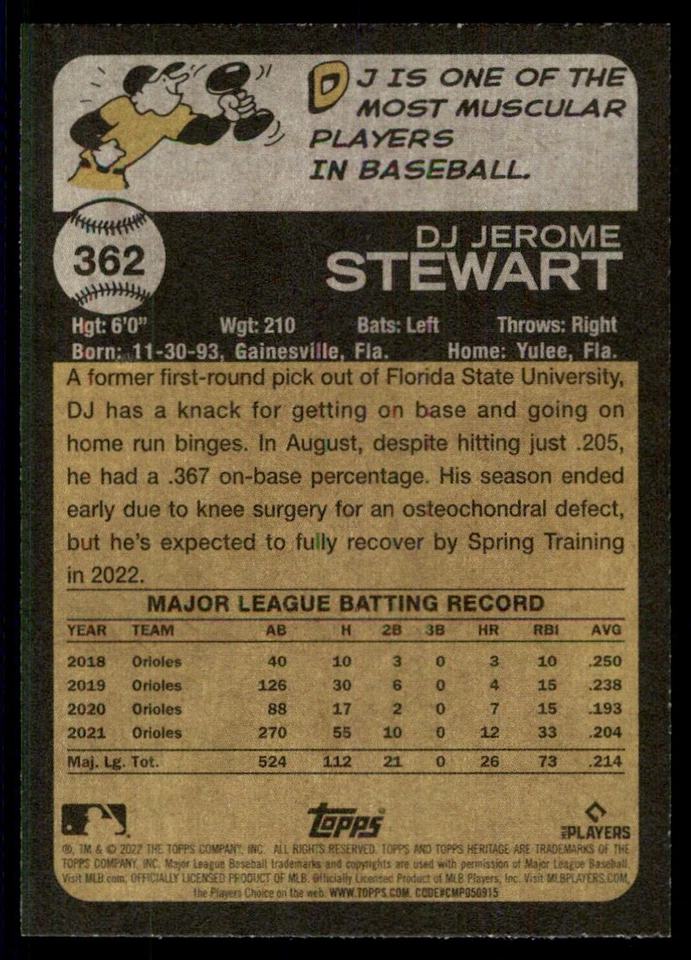 DJ IS ONE OF THE
MOST MUSCULAR
PLAYERS
IN BASEBALL.
362
DJ JEROME
STEWART
Hgt: 6'0" Wgt: 210 Bats: Left Throws: Right
Born: 11-30-93, Gainesville, Fla. Home: Yulee, Fla.
A former first-round pick out of Florida State University,
DJ has a knack for getting on base and going on
home run binges. In August, despite hitting just .205,
he had a .367 on-base percentage. His season ended
early due to knee surgery for an osteochondral defect,
but he's expected to fully recover by Spring Training
in 2022.
MAJOR LEAGUE BATTING RECORD
YEAR TEAM AB H 2B 3B HR RBI AVG
2018 Orioles 40 10 3 0 3 10 .250
2019 Orioles 126 30 6 0 4 15 .238
2020 Orioles 88 17 2 0 7 15 .193
2021 Orioles 270 55 10 0 12 33 .204
Maj. Lg. Tot. 524 112 21 0 26 73 .214
Topps
MLB PLAYERS
®, TM & © 2022 THE TOPPS COMPANY, INC. ALL RIGHTS RESERVED. TOPPS AND TOPPS HERITAGE ARE TRADEMARKS OF THE
TOPPS COMPANY, INC. Major League Baseball trademarks and copyrights are used with permission of Major League Baseball.
Visit MLB.com. OFFICIALLY LICENSED PRODUCT OF MLB. Officially Licensed Product of MLB Players, Inc. Visit MLBPLAYERS.COM,
the Players Choice on the web. WWW.TOPPS.COM. CODE#CMP050915